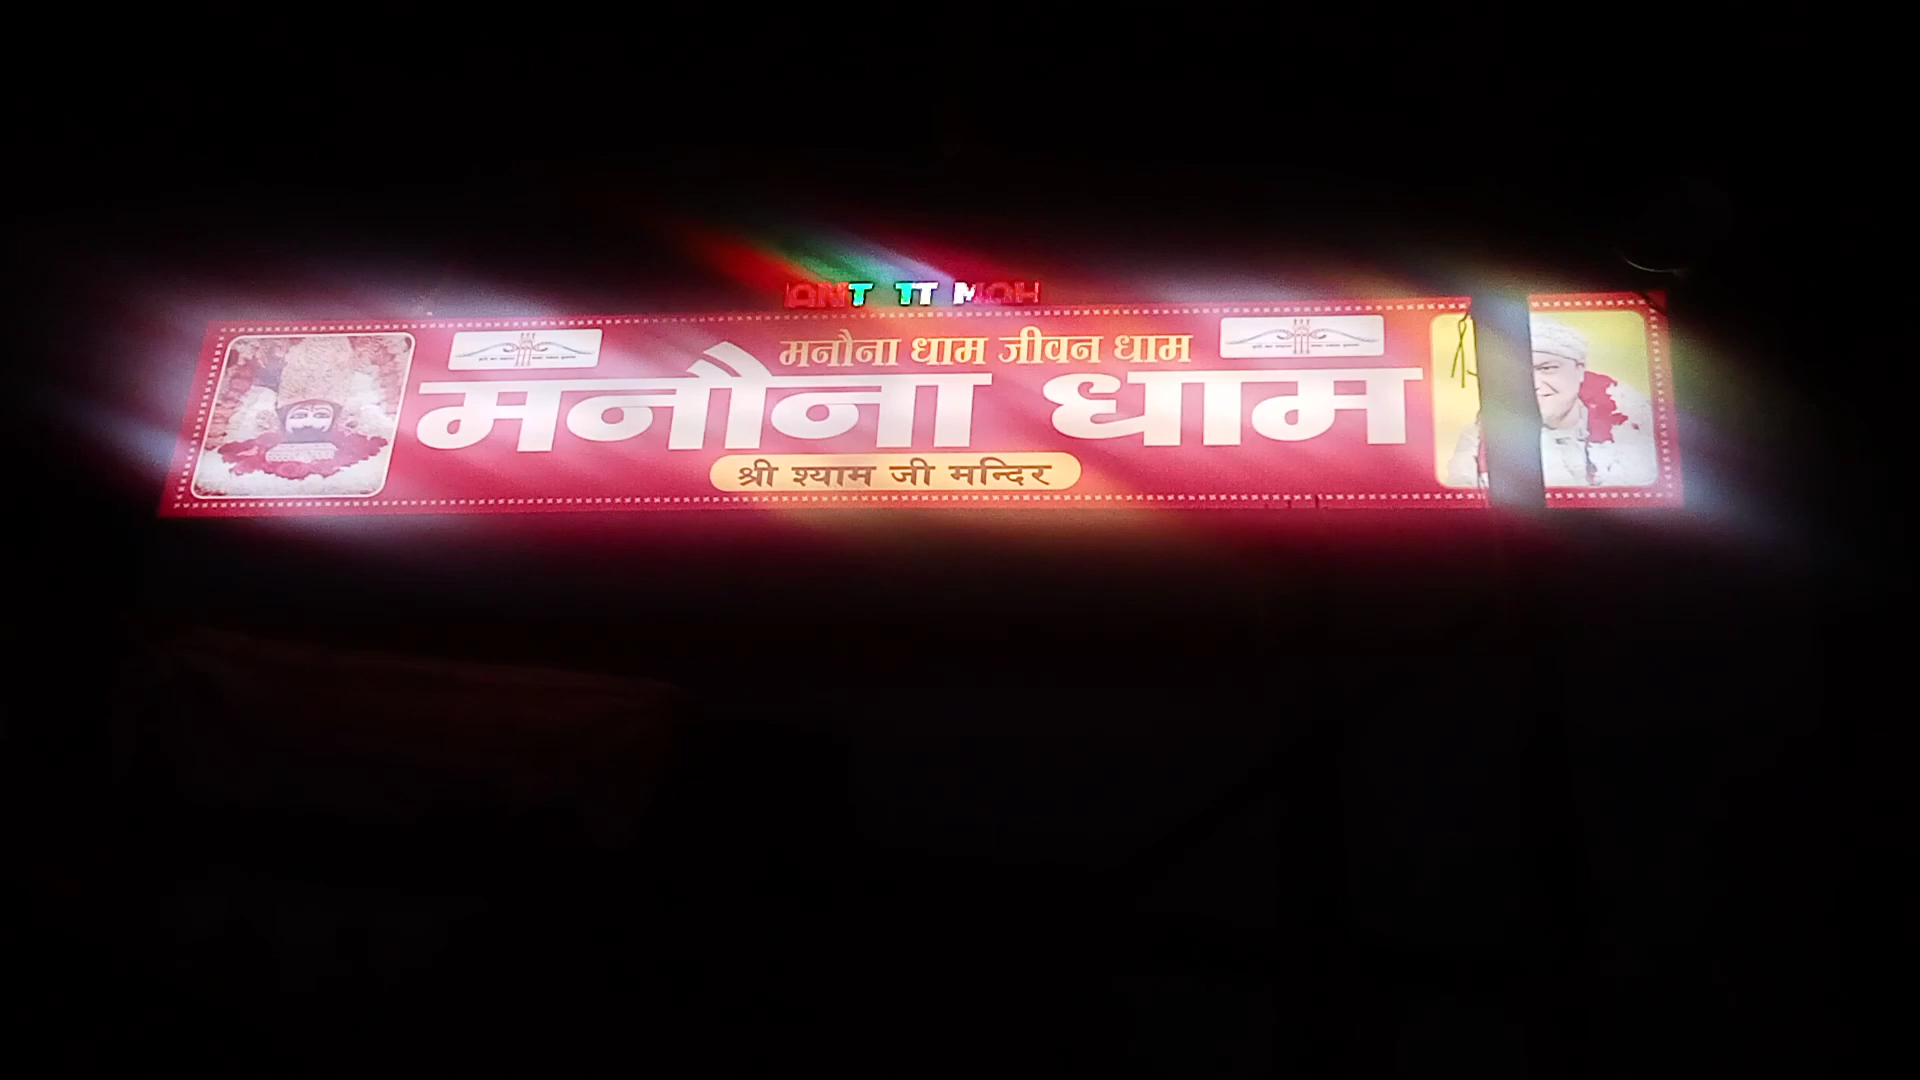 मनौना धाम जीवन धाम
मनौना धाम
श्री श्याम जी मन्दिर